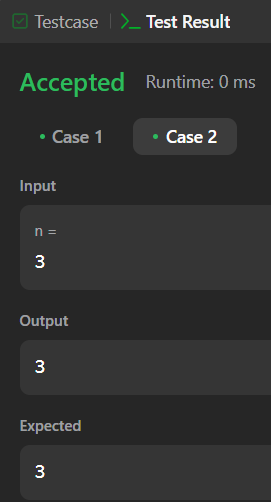 Testcase | >_ Test Result
Accepted Runtime: 0 ms
• Case 1 • Case 2
Input
n =
3
Output
3
Expected
3